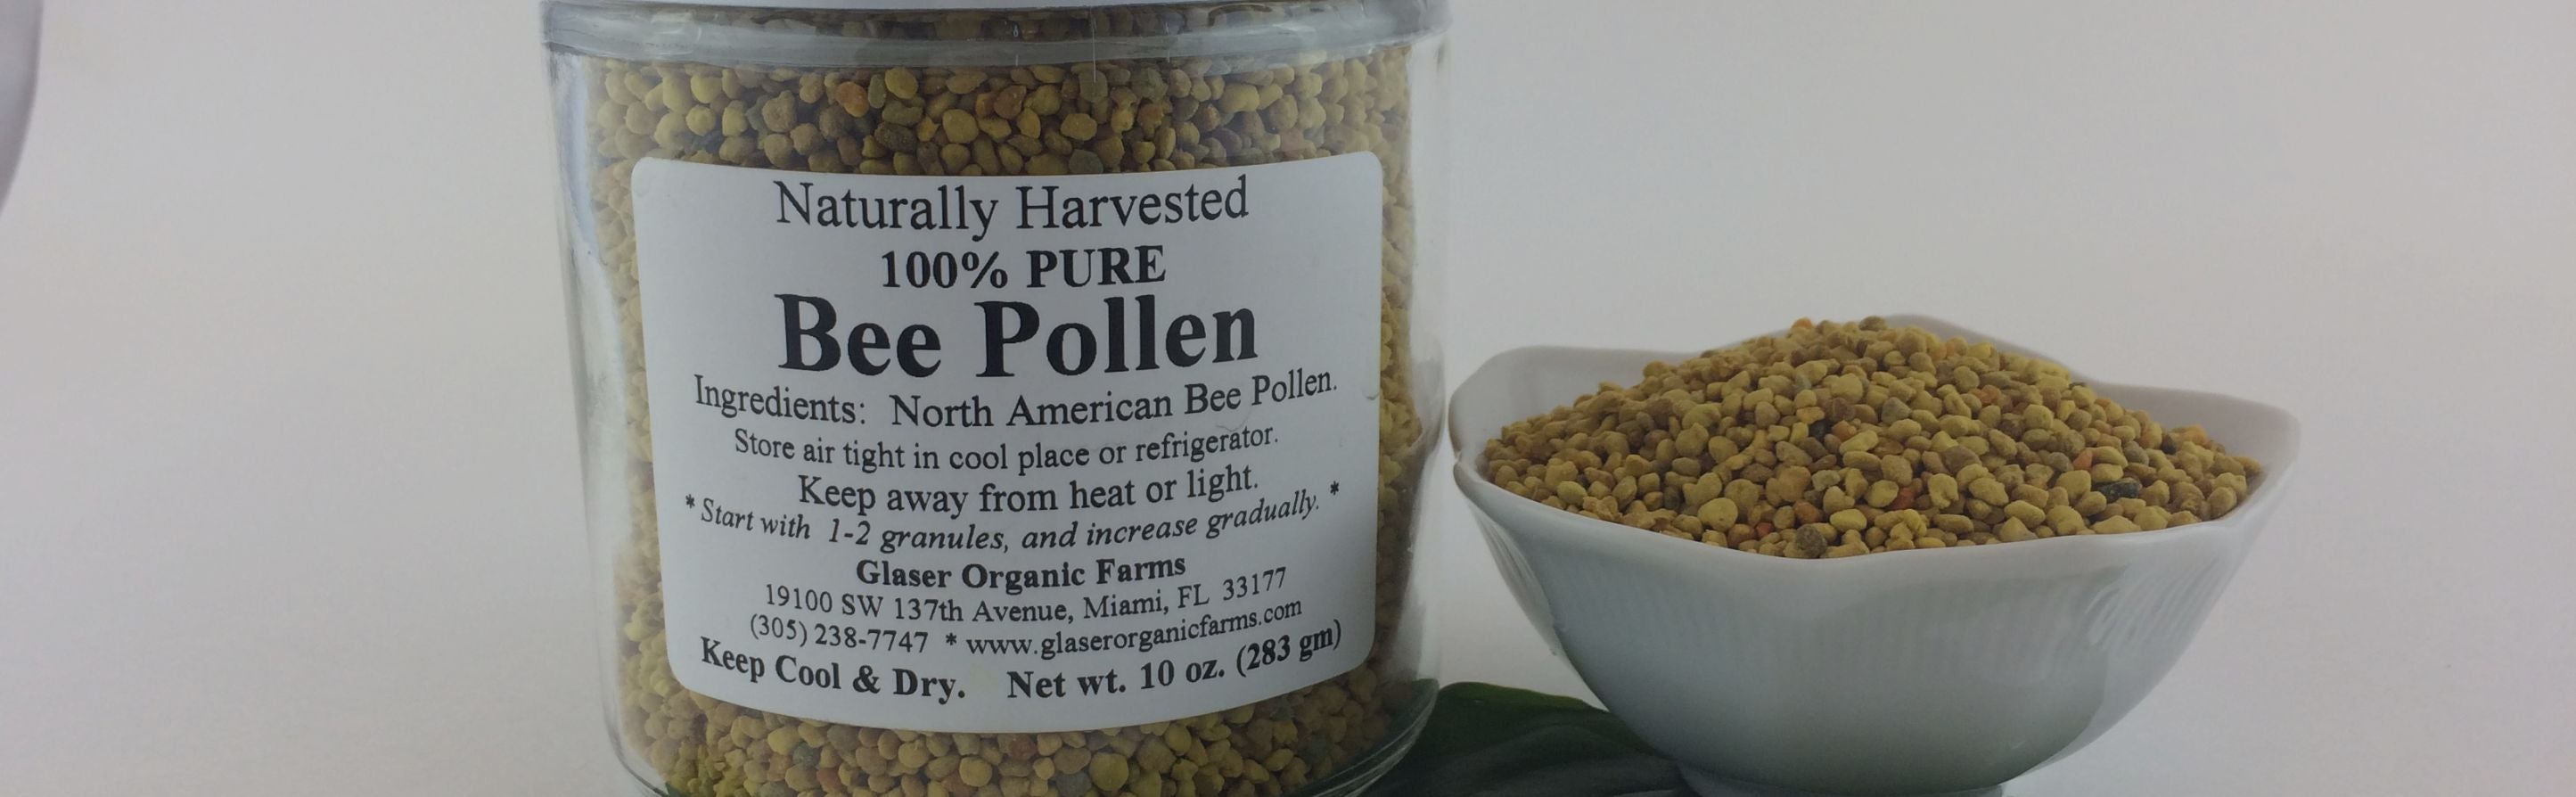 Naturally Harvested
100% PURE
Bee Pollen
Ingredients: North American Bee Pollen.
Store air tight in cool place or refrigerator.
Keep away from heat or light.
* Start with 1-2 granules, and increase gradually. *
Glaser Organic Farms
19100 SW 137th Avenue, Miami, FL 33177
(305) 238-7747 * www.glaserorganicfarms.com
Keep Cool & Dry. Net wt. 10 oz. (283 gm)